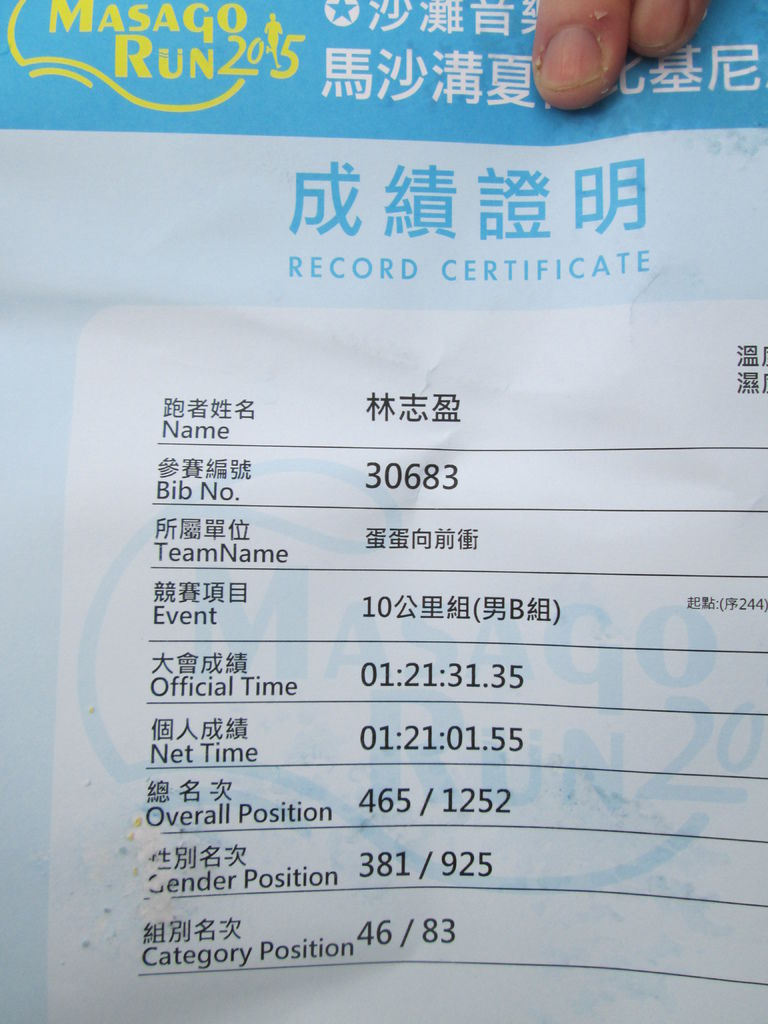 MASAGO
RUN 2015
✪沙灘音樂
馬沙溝夏 比基尼
成績證明
RECORD CERTIFICATE
跑者姓名
Name
林志盈
參賽編號
Bib No.
30683
所屬單位
TeamName
蛋蛋向前衝
競賽項目
Event
10公里組(男B組)
起點:(序244)
大會成績
Official Time
01:21:31.35
個人成績
Net Time
01:21:01.55
總名次
Overall Position
465 / 1252
性別名次
Gender Position
381 / 925
組別名次
Category Position
46 / 83